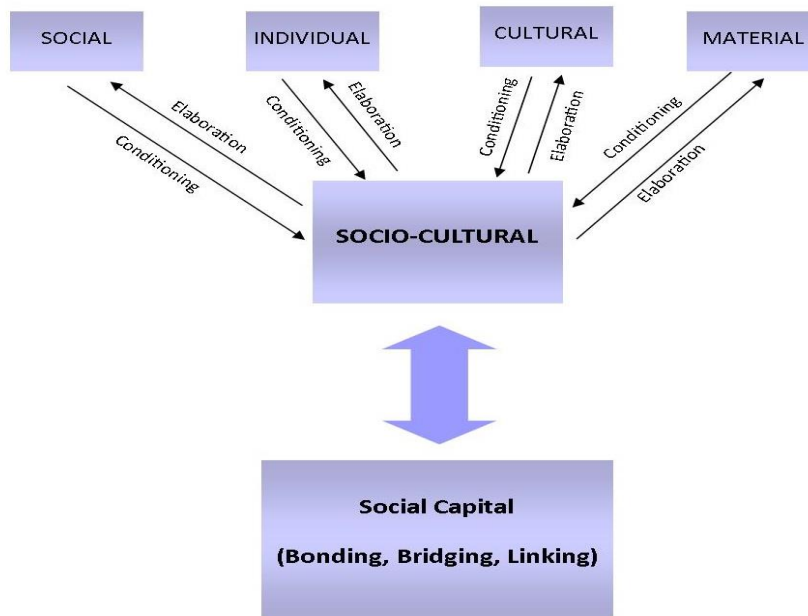 SOCIAL
INDIVIDUAL
CULTURAL
MATERIAL
Elaboration
Conditioning
Conditioning
Elaboration
Conditioning
Elaboration
Conditioning
Elaboration
SOCIO-CULTURAL
Social Capital
(Bonding, Bridging, Linking)